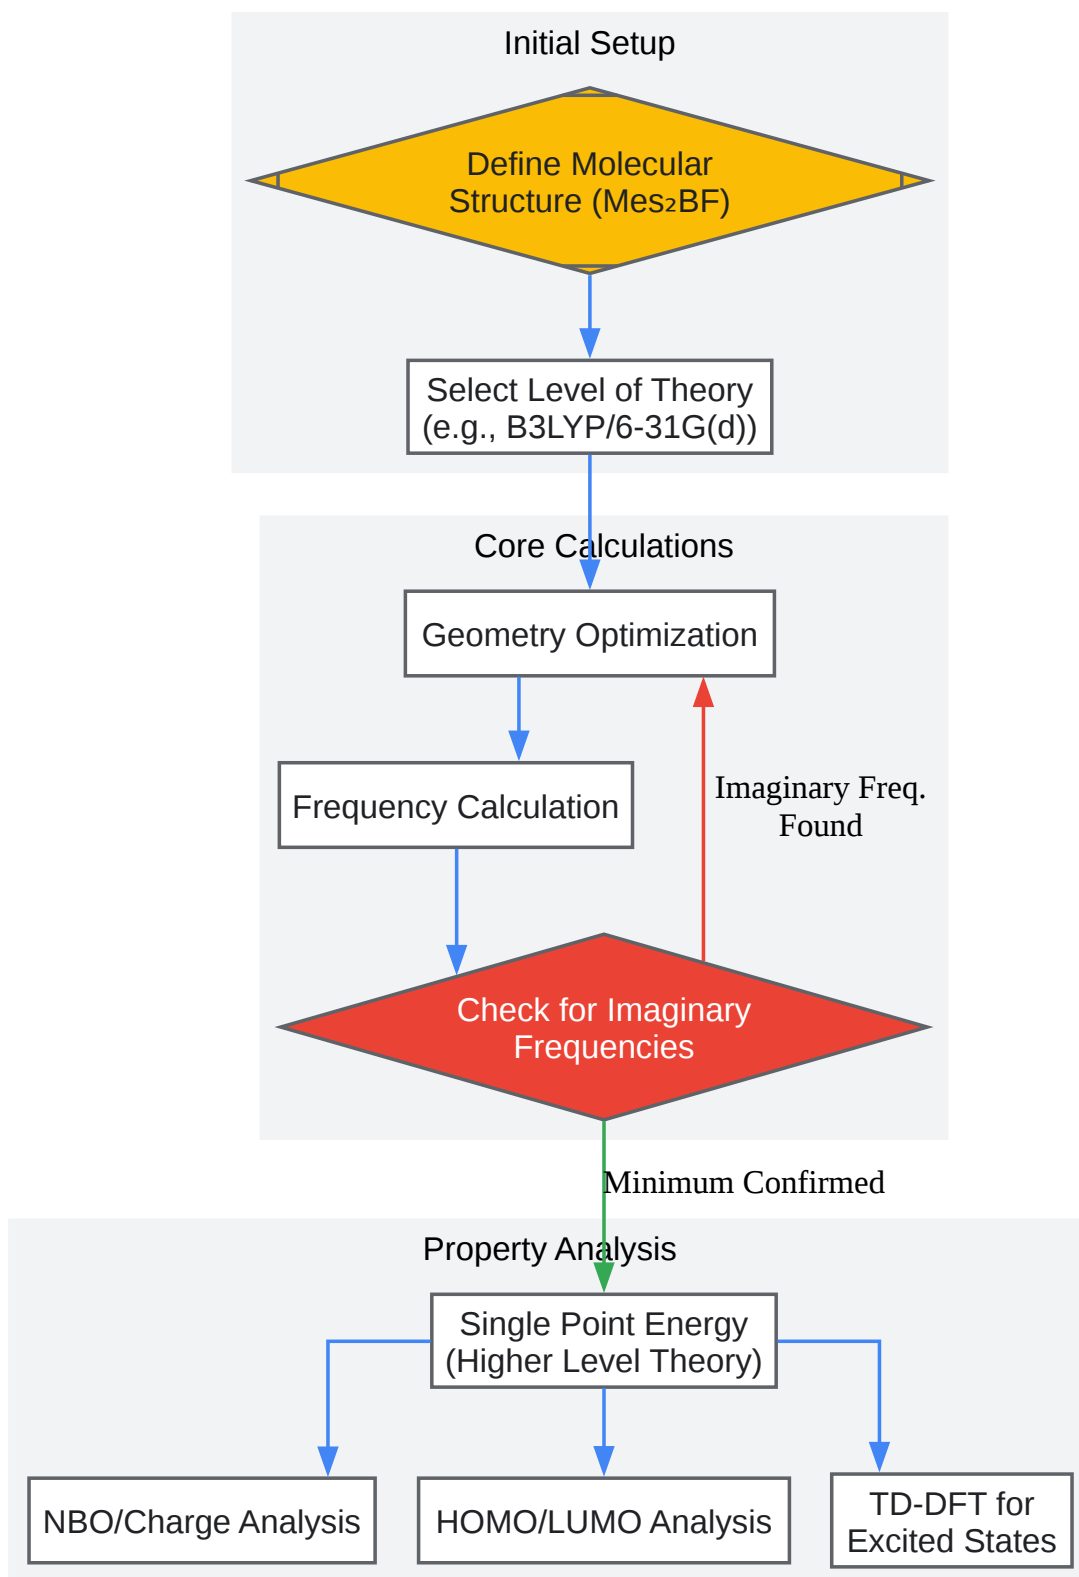 Initial Setup
Define Molecular
Structure (Mes₂BF)
Select Level of Theory
(e.g., B3LYP/6-31G(d))
Core Calculations
Geometry Optimization
Frequency Calculation
Imaginary Freq.
Found
Check for Imaginary
Frequencies
Minimum Confirmed
Property Analysis
Single Point Energy
(Higher Level Theory)
NBO/Charge Analysis
HOMO/LUMO Analysis
TD-DFT for
Excited States